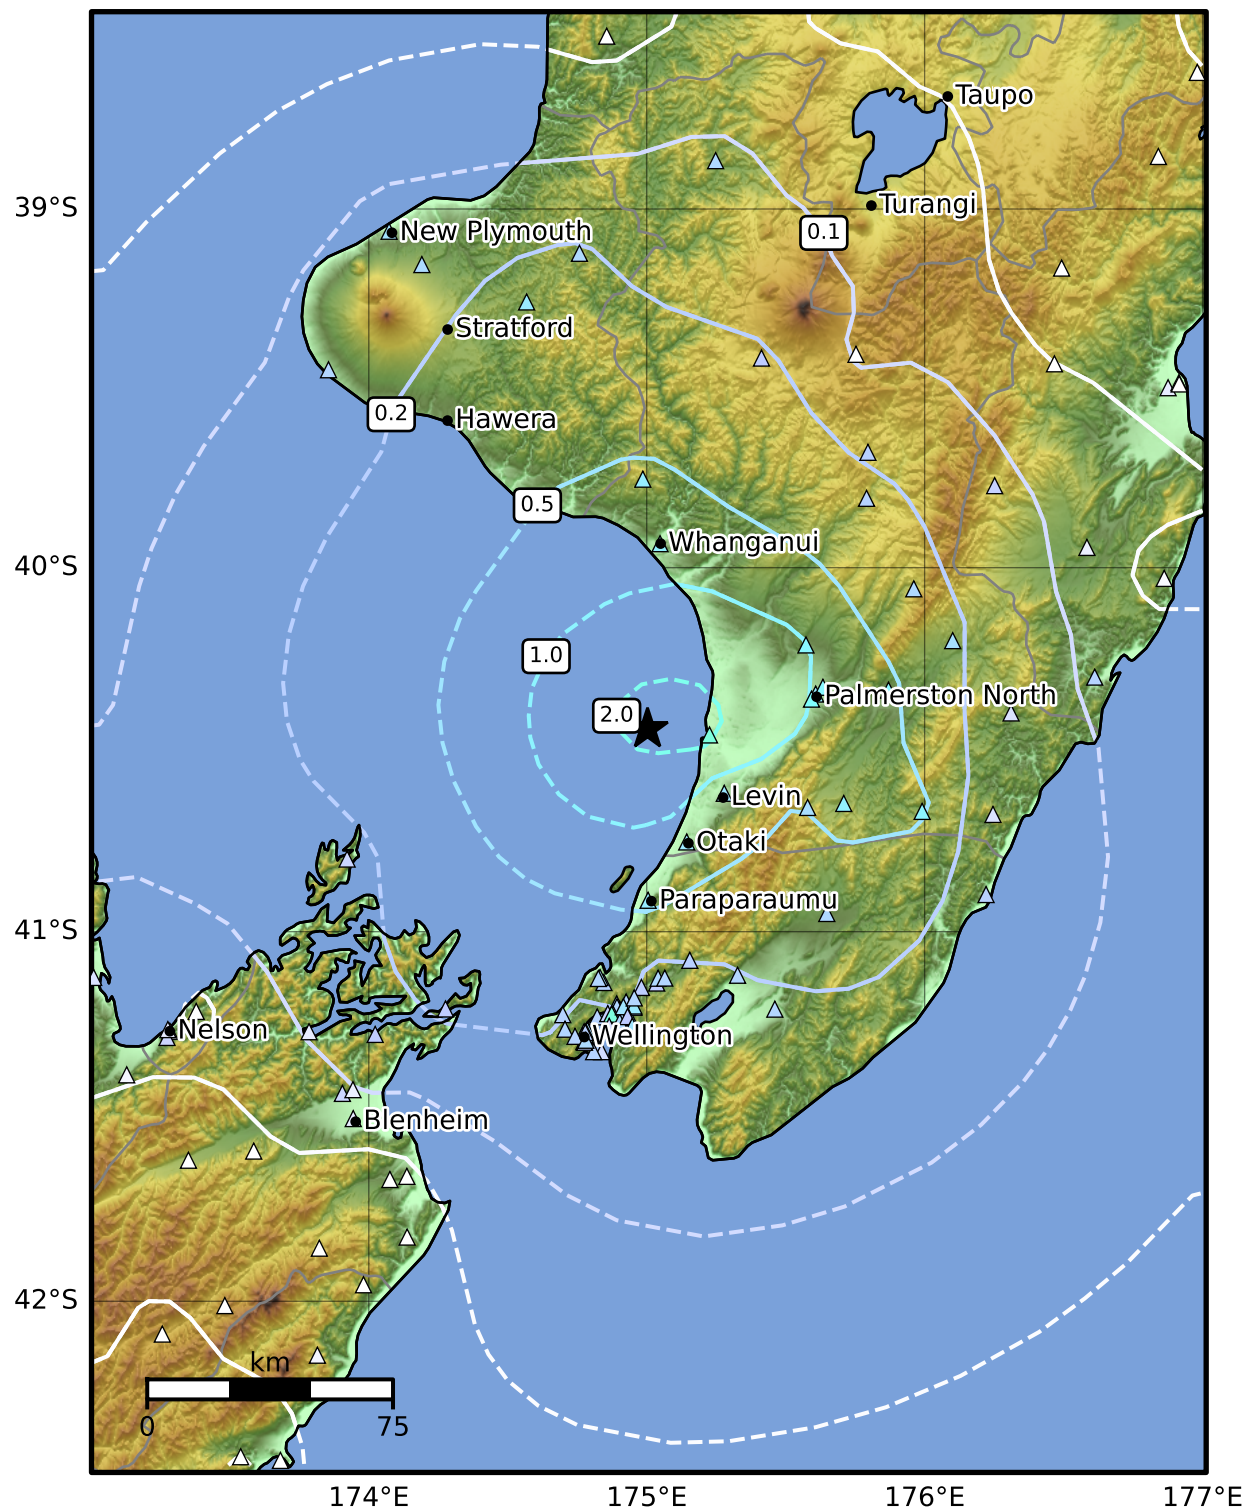 Taupo
39°S
Turangi
New Plymouth
0.1
Stratford
0.2
Hawera
0.5
Whanganui
40°S
1.0
Palmerston North
2.0
Levin
Otaki
Paraparaumu
41°S
Nelson
Wellington
Blenheim
42°S
km
0 75
174°E 175°E 176°E 177°E